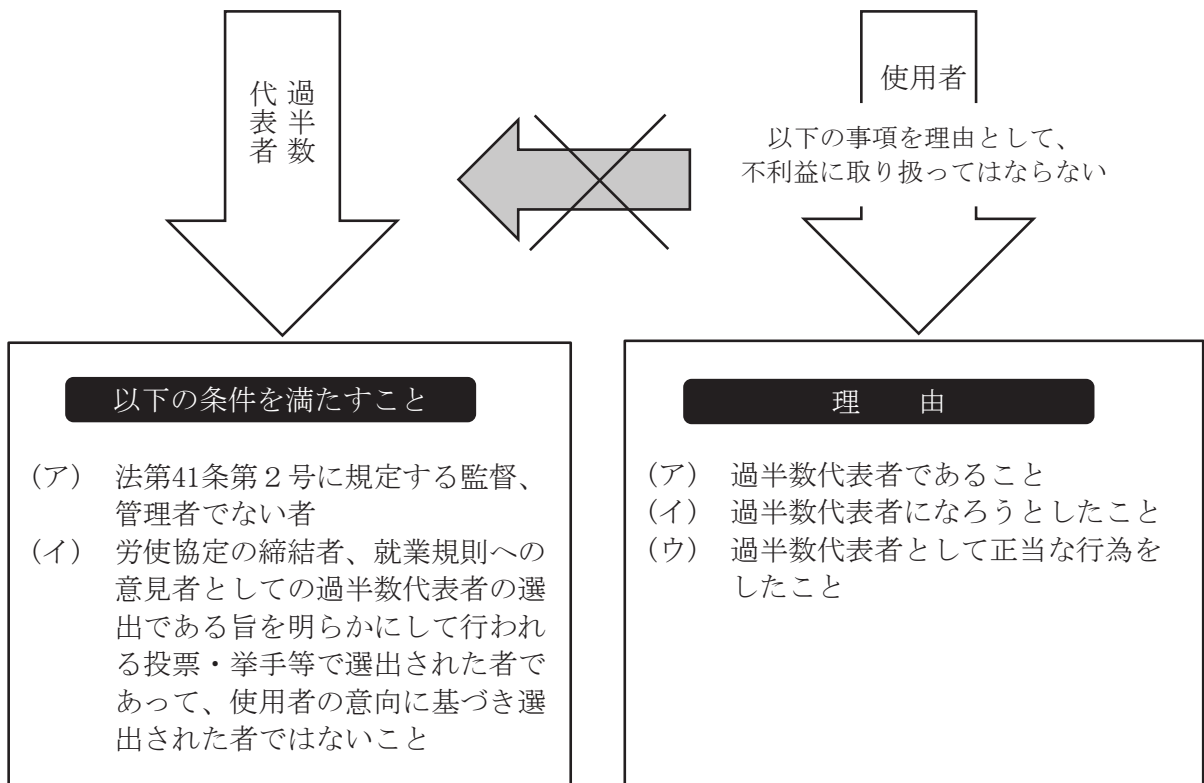 過半数
代表者
使用者
以下の事項を理由として、
不利益に取り扱ってはならない
以下の条件を満たすこと
(ア) 法第41条第２号に規定する監督、
管理者でない者
(イ) 労使協定の締結者、就業規則への
意見者としての過半数代表者の選
出である旨を明らかにして行われ
る投票・挙手等で選出された者で
あって、使用者の意向に基づき選
出された者ではないこと
理 由
(ア) 過半数代表者であること
(イ) 過半数代表者になろうとしたこと
(ウ) 過半数代表者として正当な行為を
したこと